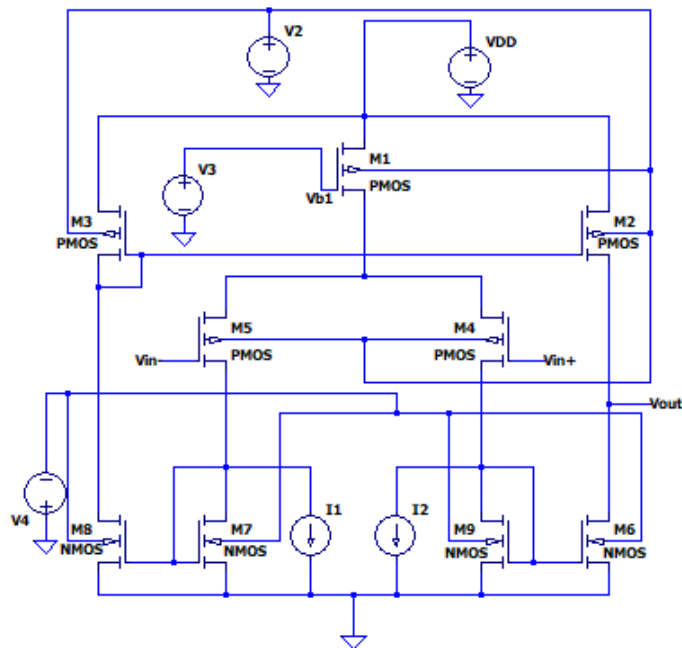 V2
VDD
V3
M1
PMOS
Vb1
M3
PMOS
M2
PMOS
M5
PMOS
M4
PMOS
Vin-
Vin+
Vout
V4
M8
NMOS
M7
NMOS
I1
I2
M9
NMOS
M6
NMOS